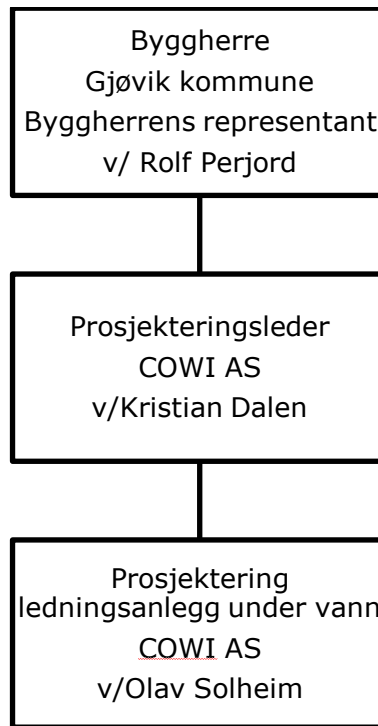 Byggherre
Gjøvik kommune
Byggherrens representant
v/ Rolf Perjord
Prosjekteringsleder
COWI AS
v/Kristian Dalen
Prosjektering
ledningsanlegg under vann
COWI AS
v/Olav Solheim